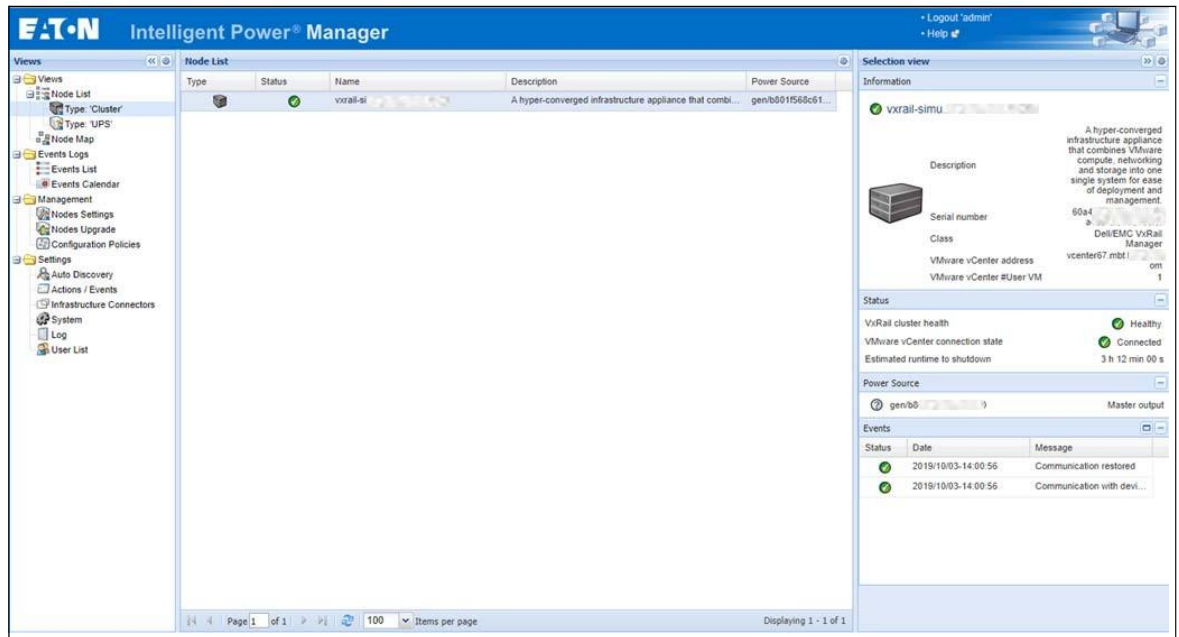 EATON Intelligent Power® Manager
• Logout 'admin'
• Help
Views
Views
Node List
Type: 'Cluster'
Type: 'UPS'
Node Map
Events Logs
Events List
Events Calendar
Management
Nodes Settings
Nodes Upgrade
Configuration Policies
Settings
Auto Discovery
Actions / Events
Infrastructure Connectors
System
Log
User List
Node List
Type Status Name Description Power Source
vxrail-si A hyper-converged infrastructure appliance that combi... gen/b801f568c61...
Page 1 of 1 100 Items per page Displaying 1 - 1 of 1
Selection view
Information
vxrail-simu
Description
A hyper-converged
infrastructure appliance
that combines VMware
compute, networking
and storage into one
single system for ease
of deployment and
management.
Serial number 60a4
a
Class Dell/EMC VxRail
Manager
VMware vCenter address vcenter67.mbt.
om
VMware vCenter #User VM 1
Status
VxRail cluster health Healthy
VMware vCenter connection state Connected
Estimated runtime to shutdown 3 h 12 min 00 s
Power Source
gen/b8 Master output
Events
Status Date Message
2019/10/03-14:00:56 Communication restored
2019/10/03-14:00:56 Communication with devi...